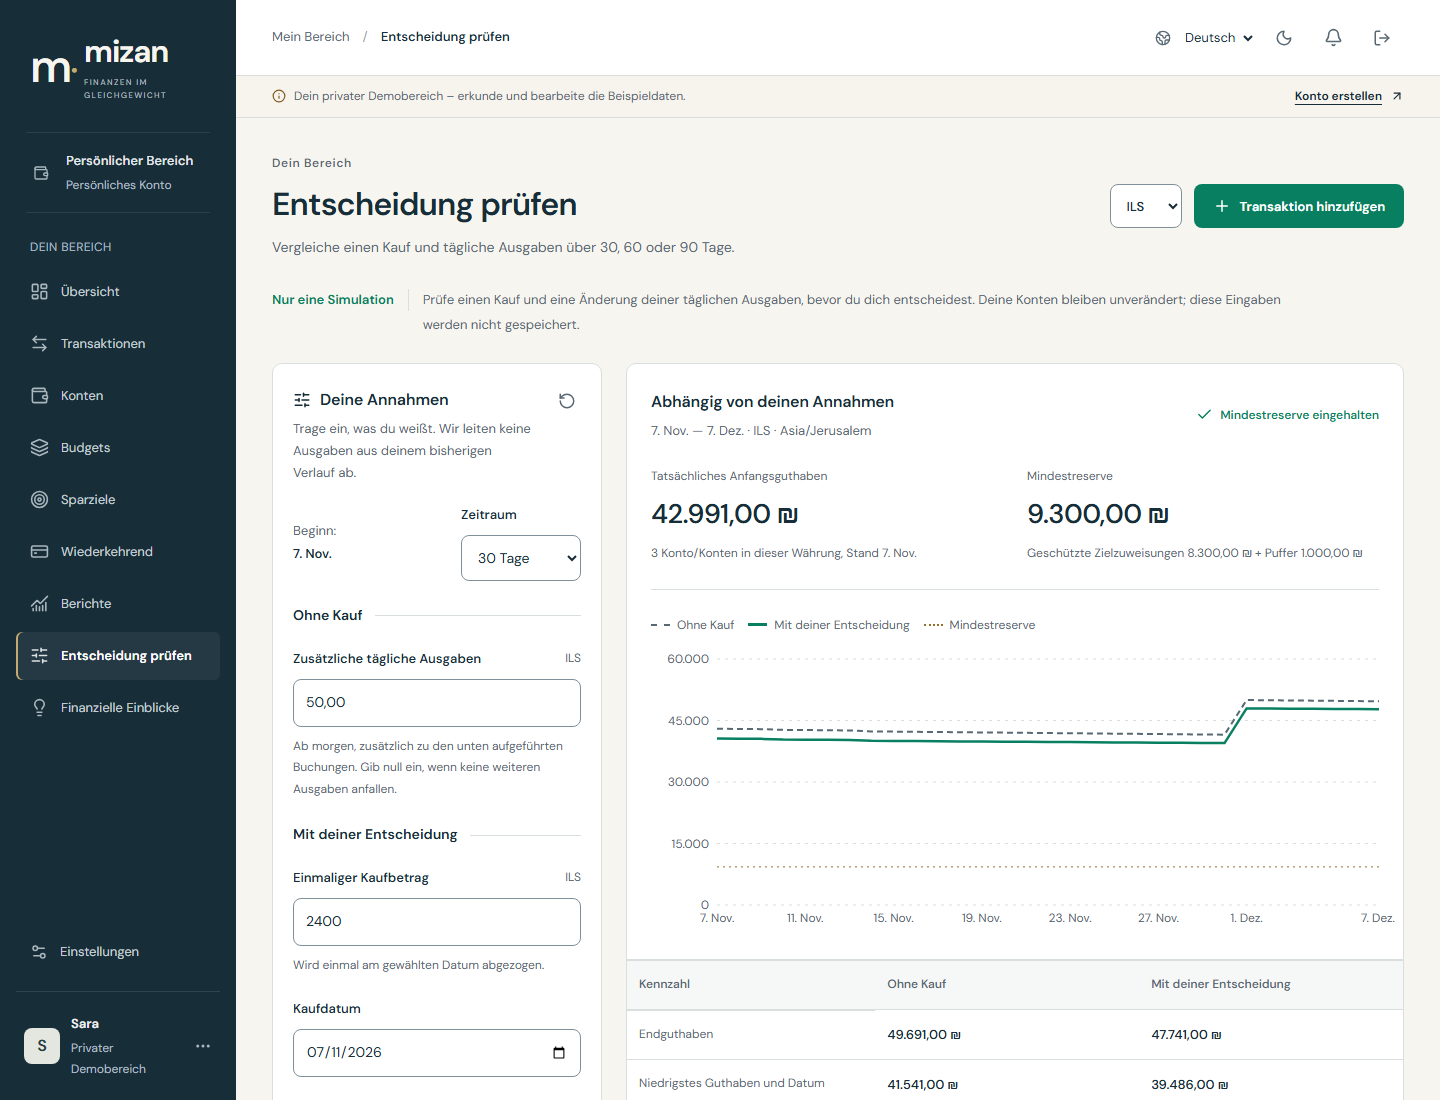 m.
mizan
FINANZEN IM
GLEICHGEWICHT
Persönlicher Bereich
Persönliches Konto
DEIN BEREICH
Übersicht
Transaktionen
Konten
Budgets
Sparziele
Wiederkehrend
Berichte
Entscheidung prüfen
Finanzielle Einblicke
Einstellungen
S
Sara
Privater
Demobereich
Mein Bereich / Entscheidung prüfen
Deutsch
Dein privater Demobereich – erkunde und bearbeite die Beispieldaten.
Konto erstellen
Dein Bereich
Entscheidung prüfen
Vergleiche einen Kauf und tägliche Ausgaben über 30, 60 oder 90 Tage.
ILS
Transaktion hinzufügen
Nur eine Simulation
Prüfe einen Kauf und eine Änderung deiner täglichen Ausgaben, bevor du dich entscheidest. Deine Konten bleiben unverändert; diese Eingaben
werden nicht gespeichert.
Deine Annahmen
Trage ein, was du weißt. Wir leiten keine
Ausgaben aus deinem bisherigen
Verlauf ab.
Beginn:
7. Nov.
Zeitraum
30 Tage
Ohne Kauf
Zusätzliche tägliche Ausgaben ILS
50,00
Ab morgen, zusätzlich zu den unten aufgeführten
Buchungen. Gib null ein, wenn keine weiteren
Ausgaben anfallen.
Mit deiner Entscheidung
Einmaliger Kaufbetrag ILS
2400
Wird einmal am gewählten Datum abgezogen.
Kaufdatum
07/11/2026
Abhängig von deinen Annahmen
7. Nov. — 7. Dez. · ILS · Asia/Jerusalem
Mindestreserve eingehalten
Tatsächliches Anfangsguthaben
42.991,00 ₪
3 Konto/Konten in dieser Währung, Stand 7. Nov.
Mindestreserve
9.300,00 ₪
Geschützte Zielzuweisungen 8.300,00 ₪ + Puffer 1.000,00 ₪
Ohne Kauf Mit deiner Entscheidung Mindestreserve
60.000
45.000
30.000
15.000
0
7. Nov. 11. Nov. 15. Nov. 19. Nov. 23. Nov. 27. Nov. 1. Dez. 7. Dez.
Kennzahl Ohne Kauf Mit deiner Entscheidung
Endguthaben 49.691,00 ₪ 47.741,00 ₪
Niedrigstes Guthaben und Datum 41.541,00 ₪ 39.486,00 ₪